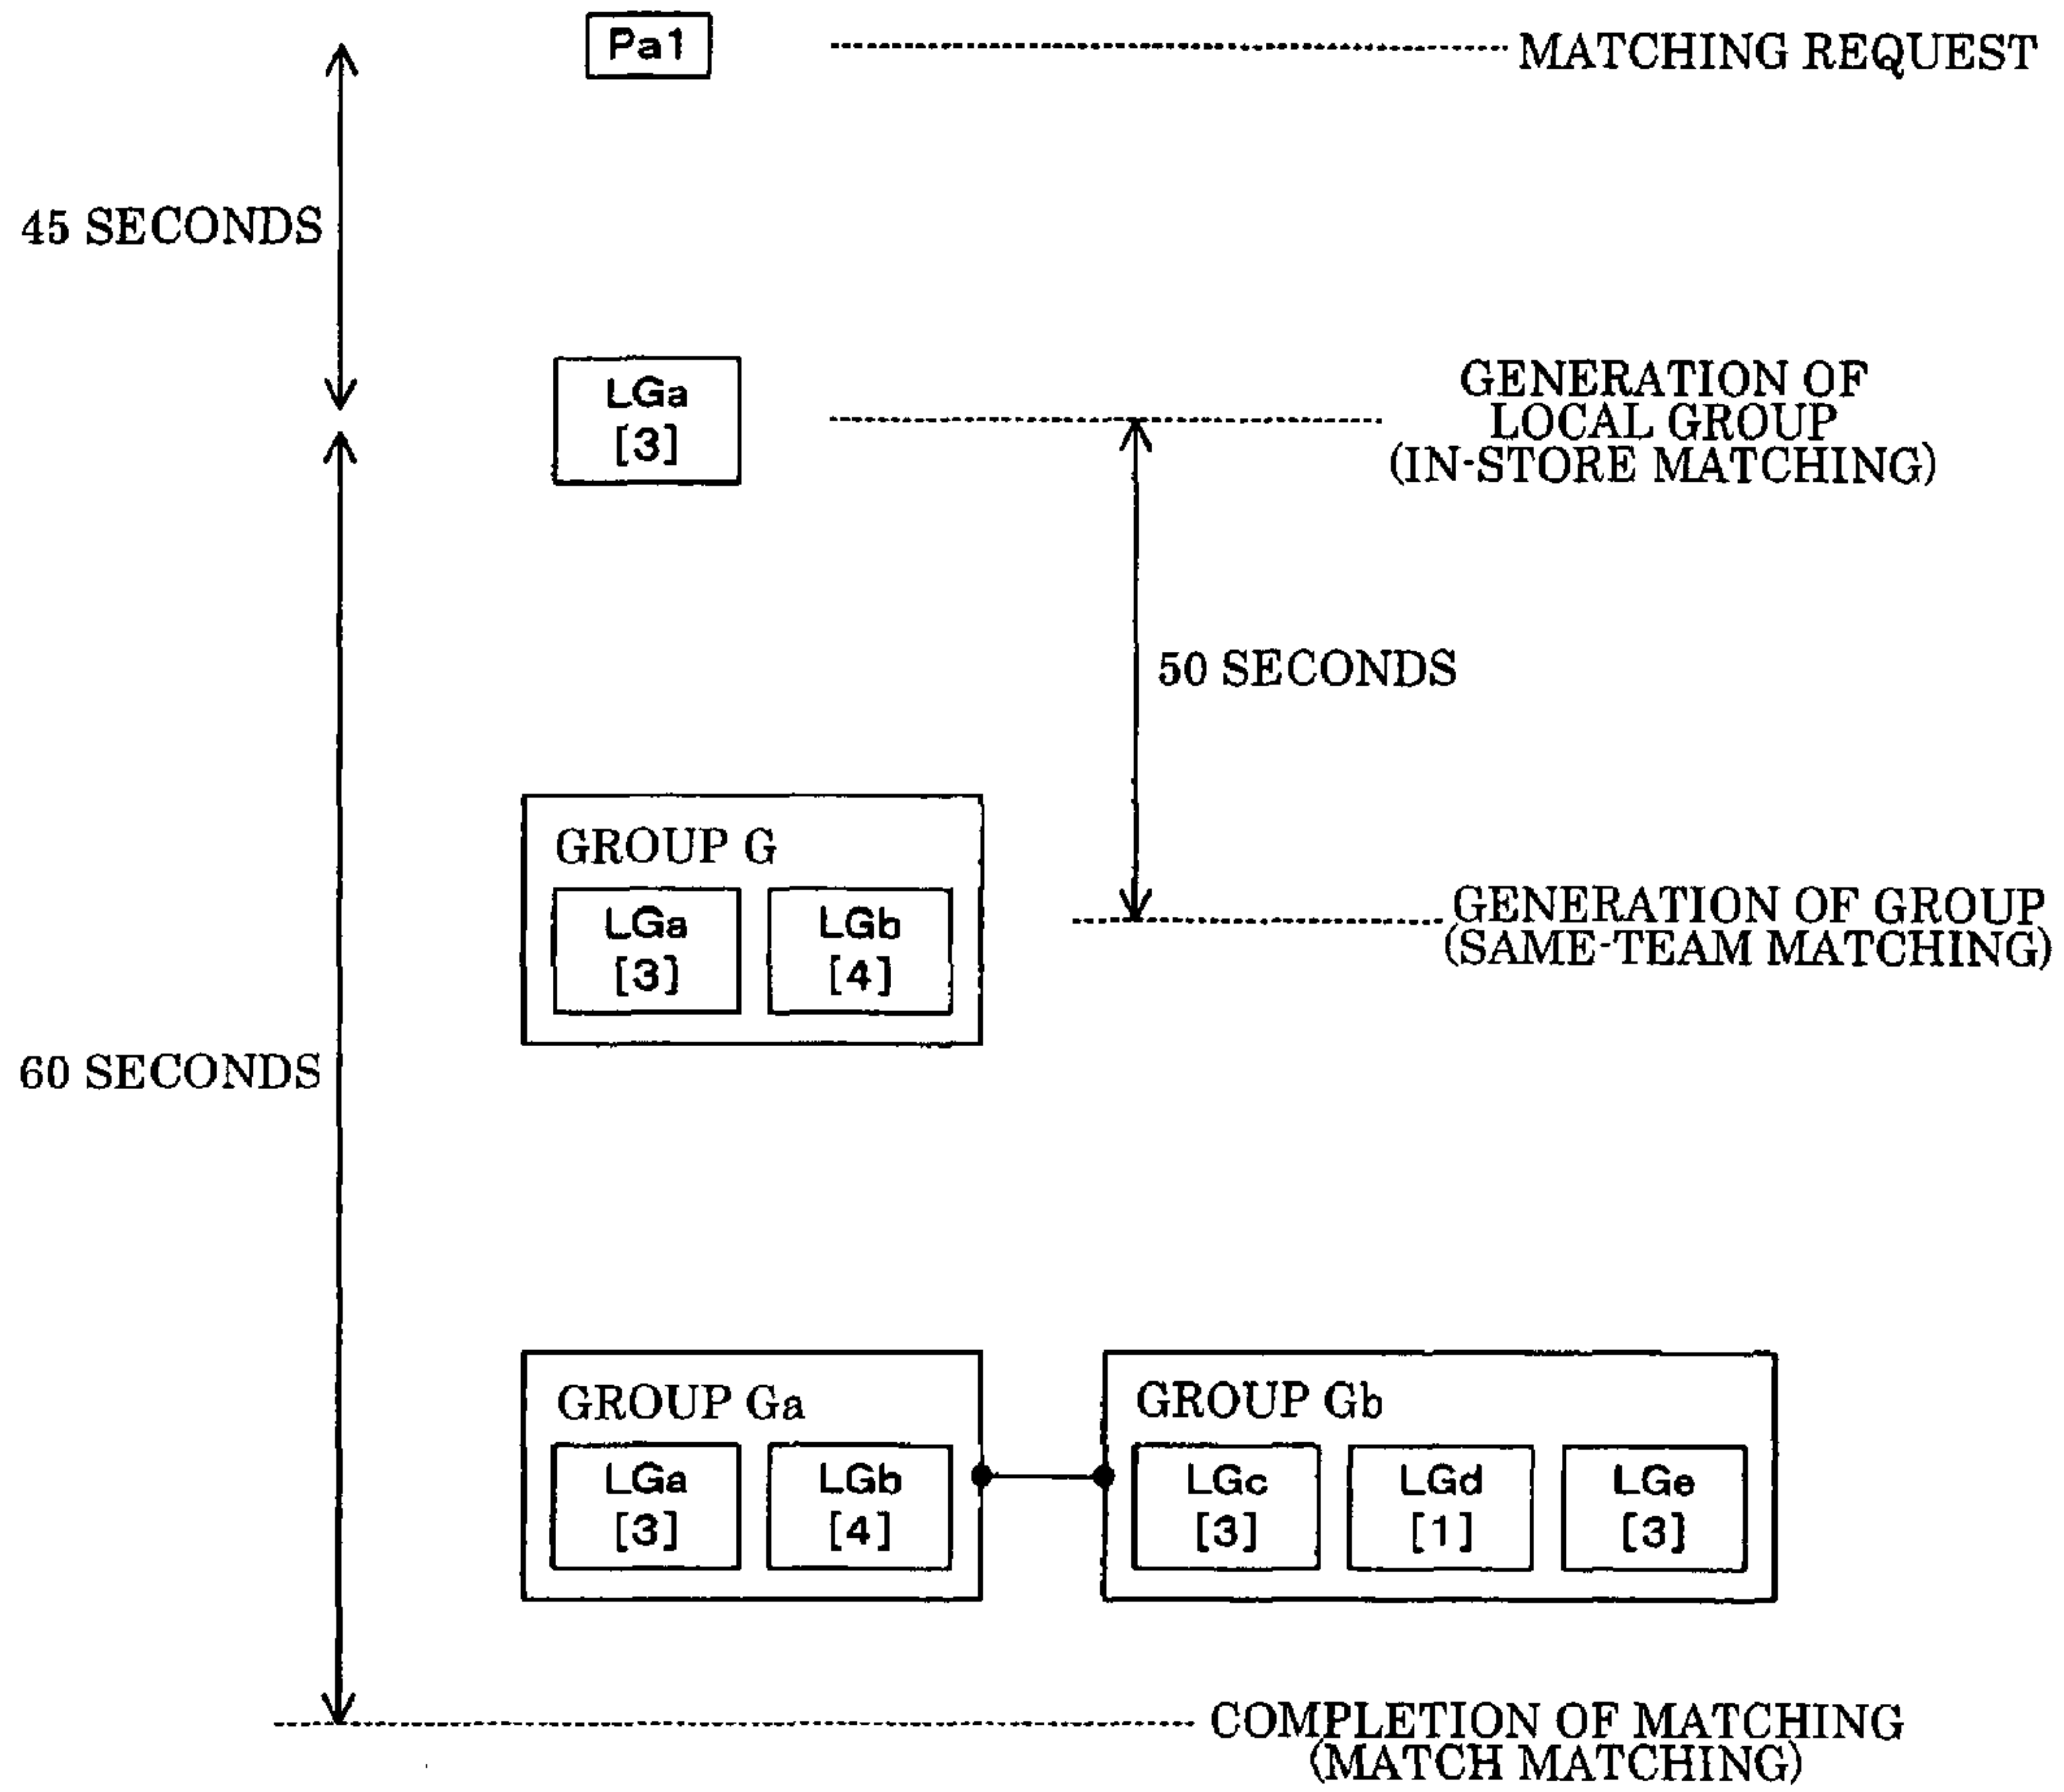 Pa1
MATCHING REQUEST
45 SECONDS
LGa
[3]
GENERATION OF
LOCAL GROUP
(IN-STORE MATCHING)
50 SECONDS
GROUP G
LGa
[3]
LGb
[4]
GENERATION OF GROUP
(SAME-TEAM MATCHING)
60 SECONDS
GROUP Ga
LGa
[3]
LGb
[4]
GROUP Gb
LGc
[3]
LGd
[1]
LGe
[3]
COMPLETION OF MATCHING
(MATCH MATCHING)